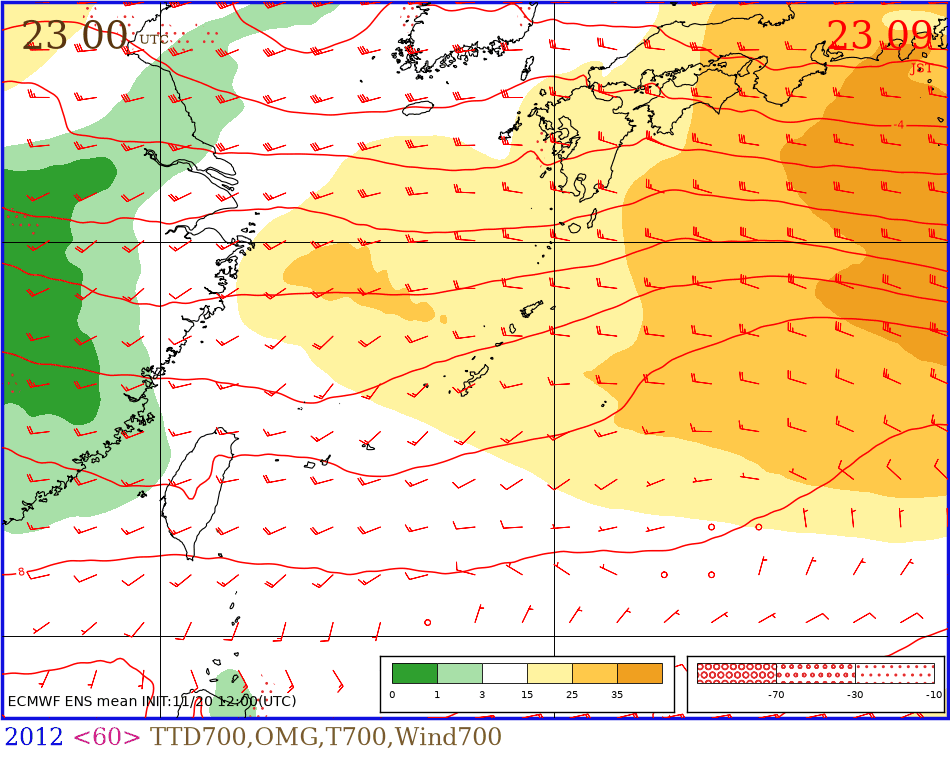 23 00 UTC
23 09
JST
-4
8
0 1 3 15 25 35
-70 -30 -10
ECMWF ENS mean INIT:11/20 12:00(UTC)
2012 <60> TTD700,OMG,T700,Wind700